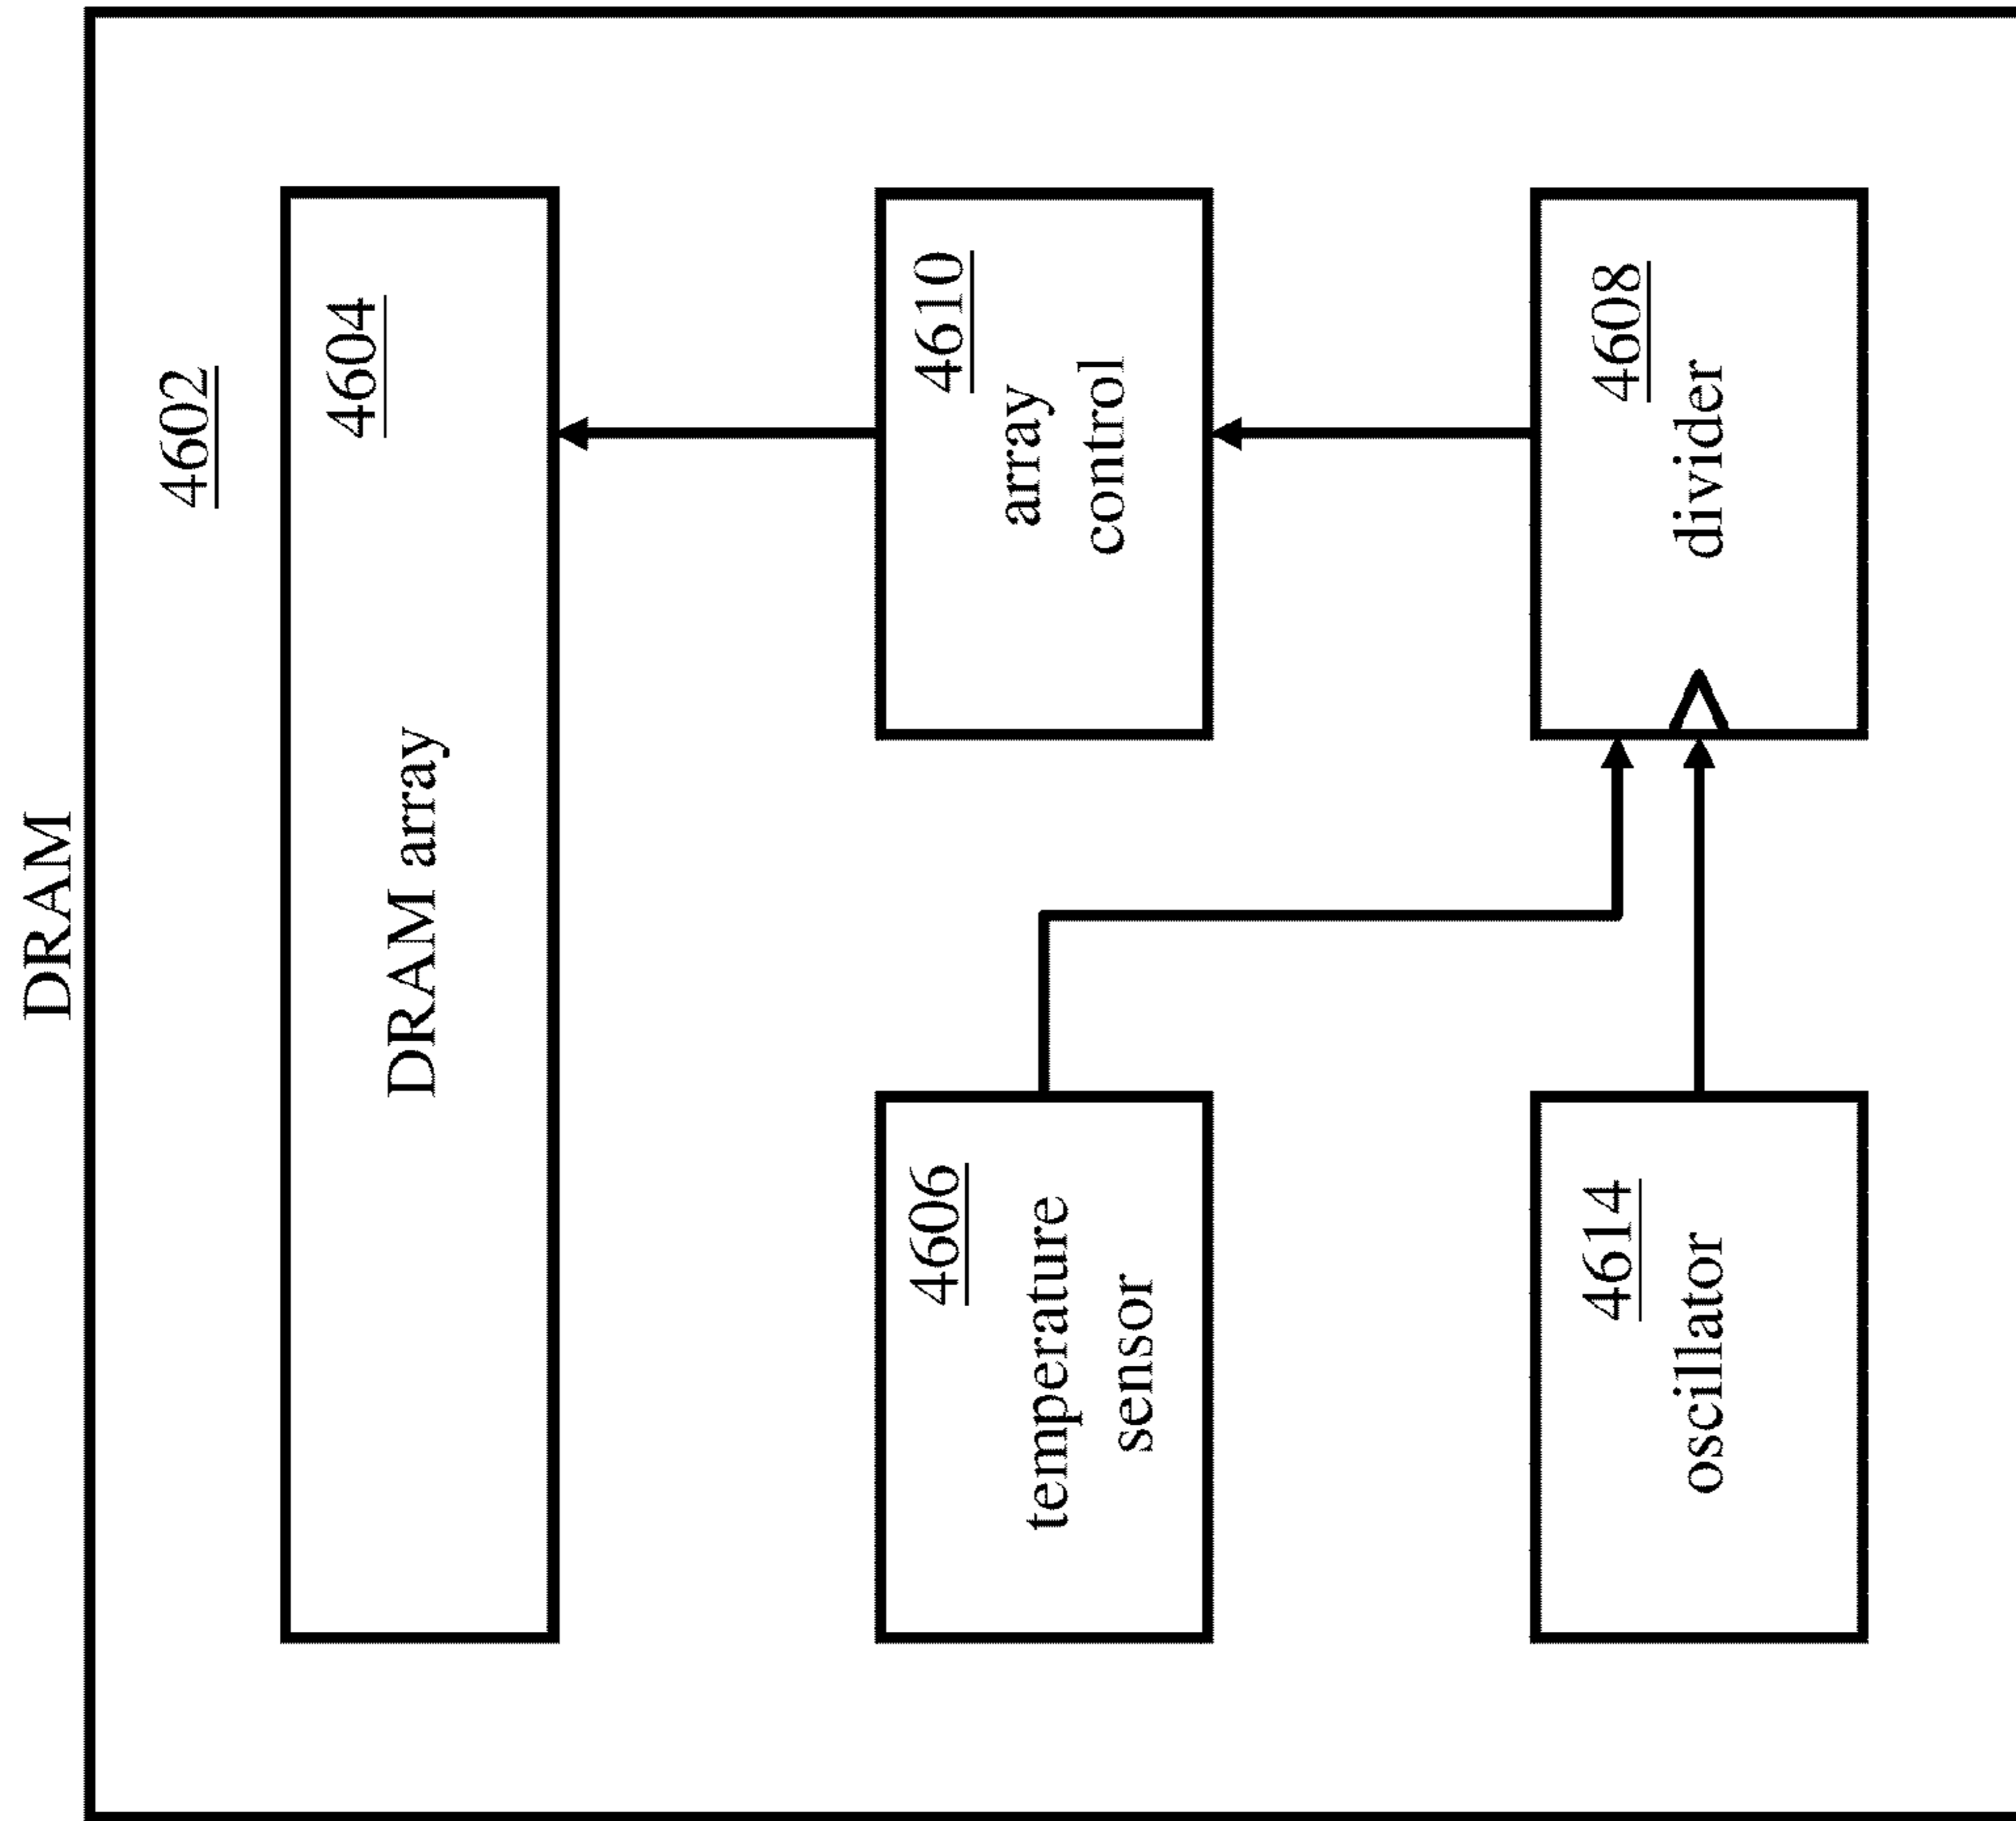 DRAM
4602
4604
DRAM array
4606
temperature
sensor
4610
array
control
4614
oscillator
4608
divider